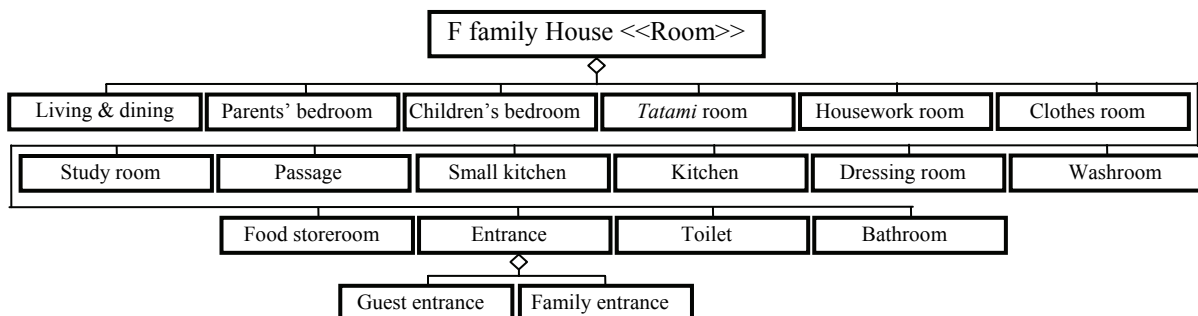 F family House <<Room>>
Living & dining Parents' bedroom Children's bedroom Tatami room Housework room Clothes room
Study room Passage Small kitchen Kitchen Dressing room Washroom
Food storeroom Entrance Toilet Bathroom
Guest entrance Family entrance